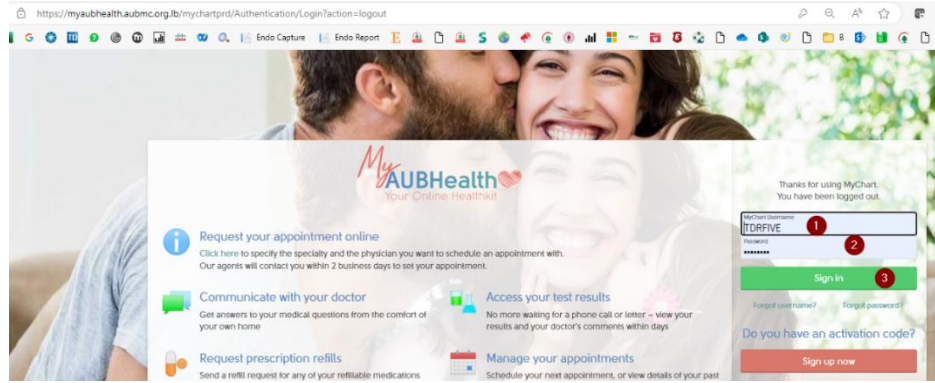 https://myaubhealth.aubmc.org.lb/mychartprd/Authentication/Login?action=logout
Endo Capture
Endo Report
B
My
AUBHealth
Your Online Healthkit
Request your appointment online
Click here to specify the specialty and the physician you want to schedule an appointment with.
Our agents will contact you within 2 business days to set your appointment.
Communicate with your doctor
Get answers to your medical questions from the comfort of
your own home
Access your test results
No more waiting for a phone call or letter – view your
results and your doctor's comments within days
Request prescription refills
Send a refill request for any of your refillable medications
Manage your appointments
Schedule your next appointment, or view details of your past
Thanks for using MyChart.
You have been logged out.
MyChart Username
TDRFIVE
1
Password
••••••••
2
Sign in
3
Forgot username?
Forgot password?
Do you have an activation code?
Sign up now